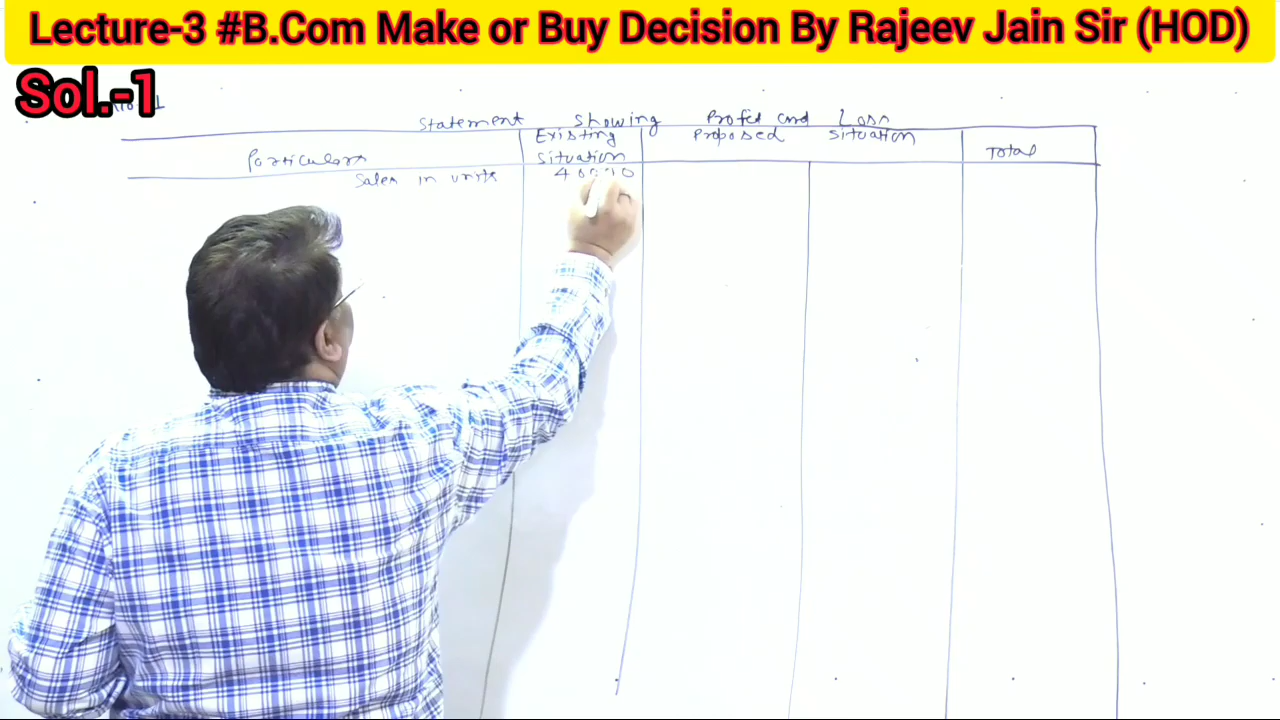 Lecture-3 #B.Com Make or Buy Decision By Rajeev Jain Sir (HOD)
Sol.-1
Statement Showing Profit and Loss
Particulars Existing situation Proposed situation Total
Sales in units